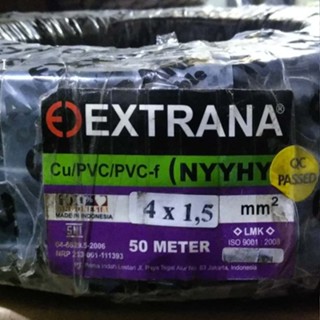 EXTRANA®
Cu/PVC/PVC-f (NYYHY
QC
PASSED
MADE IN INDONESIA
4 x 1,5
mm²
SNI
LMK
ISO 9001 : 2008
50 METER